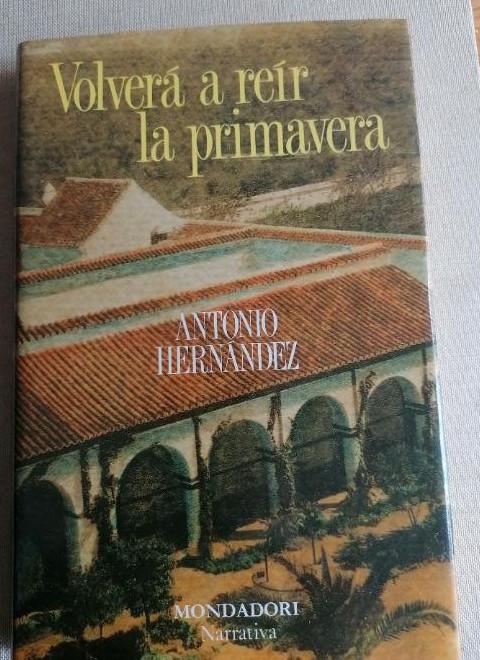 Volverá a reír
la primavera
ANTONIO
HERNÁNDEZ
MONDADORI
Narrativa